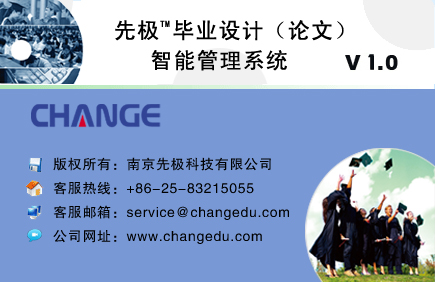 先极™毕业设计（论文）
智能管理系统 V 1.0
CHANGE
版权所有：南京先极科技有限公司
客服热线：+86-25-83215055
客服邮箱：service@changedu.com
公司网址：www.changedu.com